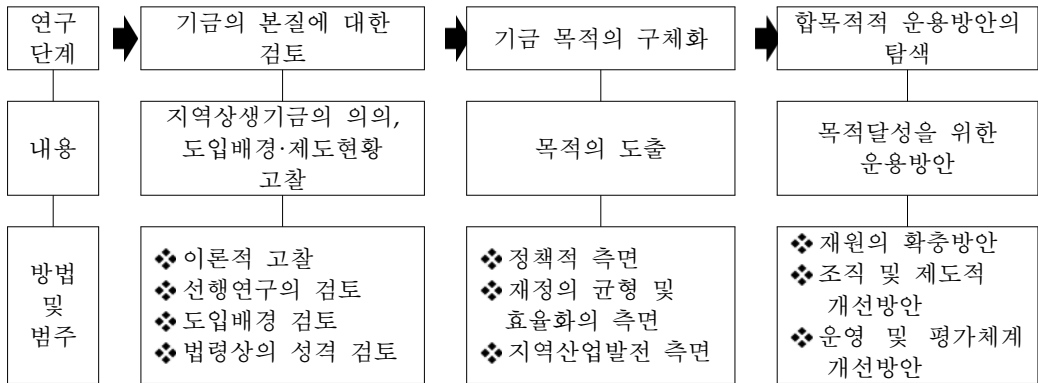 연구
단계
기금의 본질에 대한
검토
기금 목적의 구체화
합목적적 운용방안의
탐색
내용
지역상생기금의 의의,
도입배경·제도현황
고찰
목적의 도출
목적달성을 위한
운용방안
방법
및
범주
❖ 이론적 고찰
❖ 선행연구의 검토
❖ 도입배경 검토
❖ 법령상의 성격 검토
❖ 정책적 측면
❖ 재정의 균형 및
효율화의 측면
❖ 지역산업발전 측면
❖ 재원의 확충방안
❖ 조직 및 제도적
개선방안
❖ 운영 및 평가체계
개선방안